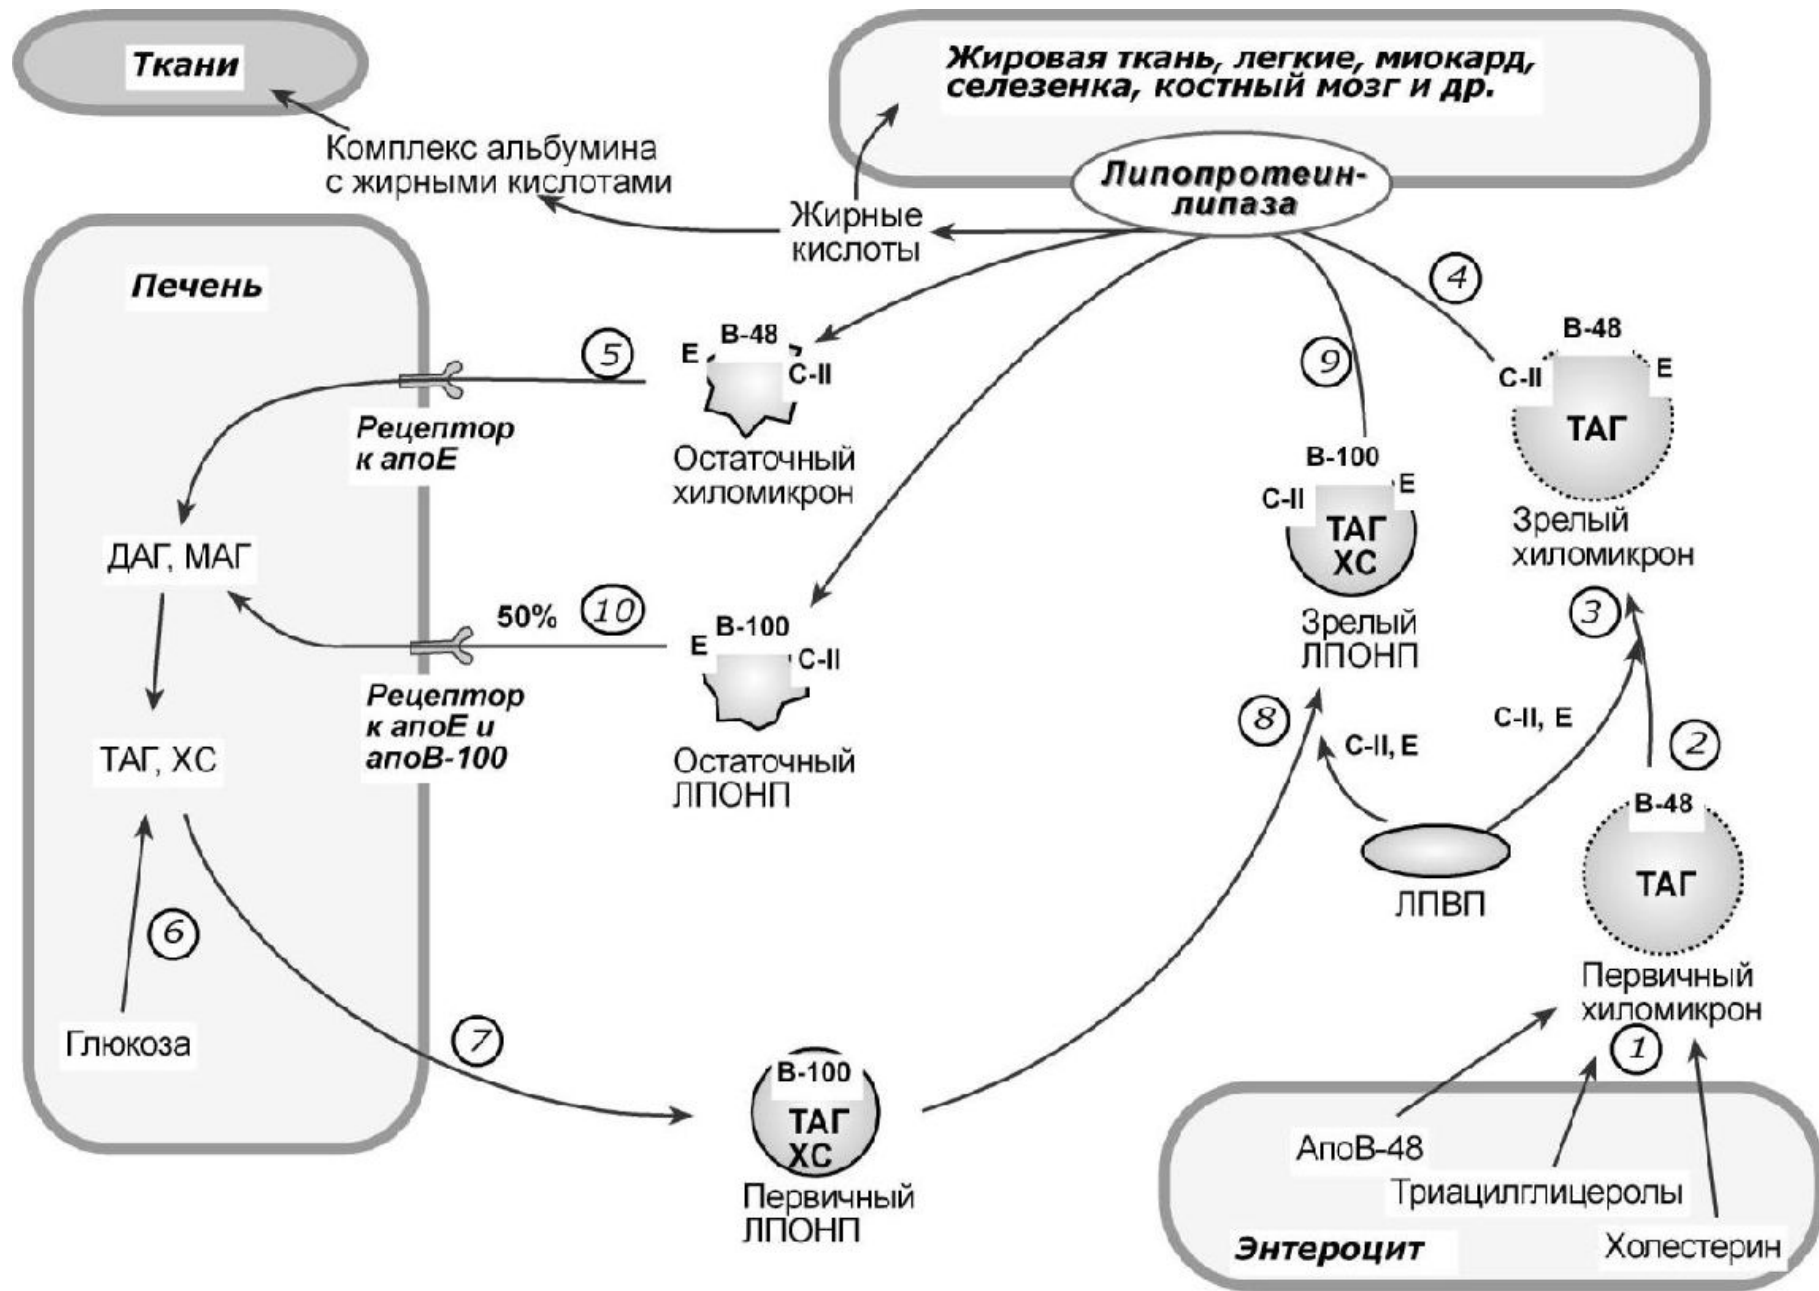 Ткани
Жировая ткань, легкие, миокард,
селезенка, костный мозг и др.
Комплекс альбумина
с жирными кислотами
Липопротеин-
липаза
Жирные
кислоты
Печень
4
5
E
B-48
C-II
9
B-48
C-II
E
ТАГ
Рецептор
к апоЕ
Остаточный
хиломикрон
B-100
C-II
E
ТАГ
ХС
Зрелый
хиломикрон
ДАГ, МАГ
50%
10
E
B-100
C-II
Зрелый
ЛПОНП
3
Рецептор
к апоЕ и
апоВ-100
Остаточный
ЛПОНП
8
C-II, E
C-II, E
2
ТАГ, ХС
B-48
ТАГ
ЛПВП
6
Первичный
хиломикрон
Глюкоза
7
1
B-100
ТАГ
ХС
Первичный
ЛПОНП
АпоВ-48
Триацилглицеролы
Холестерин
Энтероцит